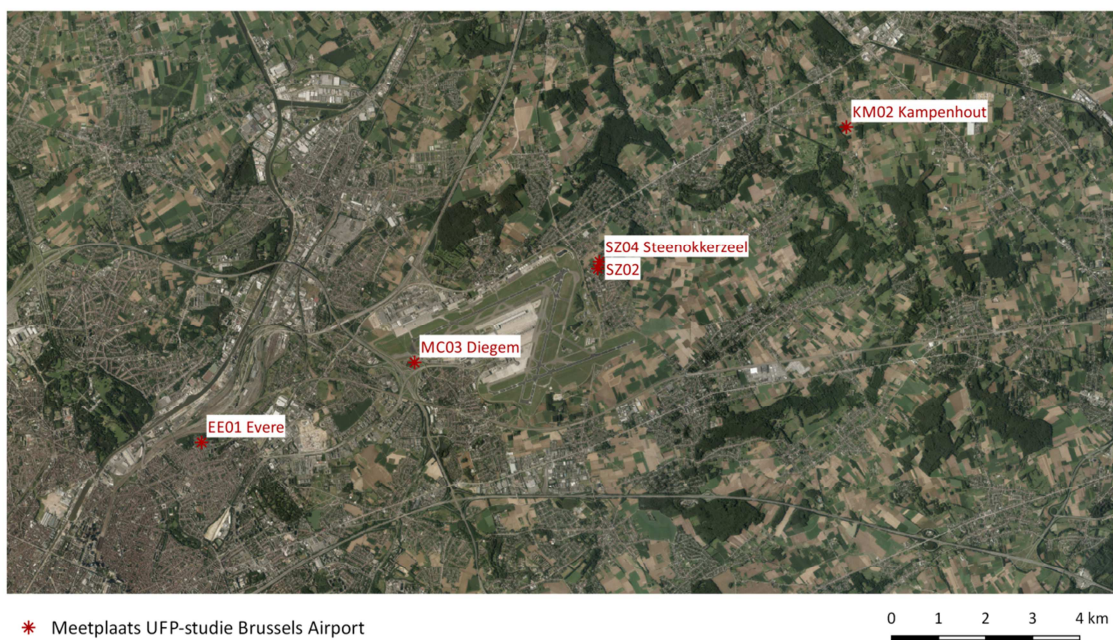 KM02 Kampenhout
SZ04 Steenokkerzeel
SZ02
MC03 Diegem
EE01 Evere
Meetplaats UFP-studie Brussels Airport
0 1 2 3 4 km